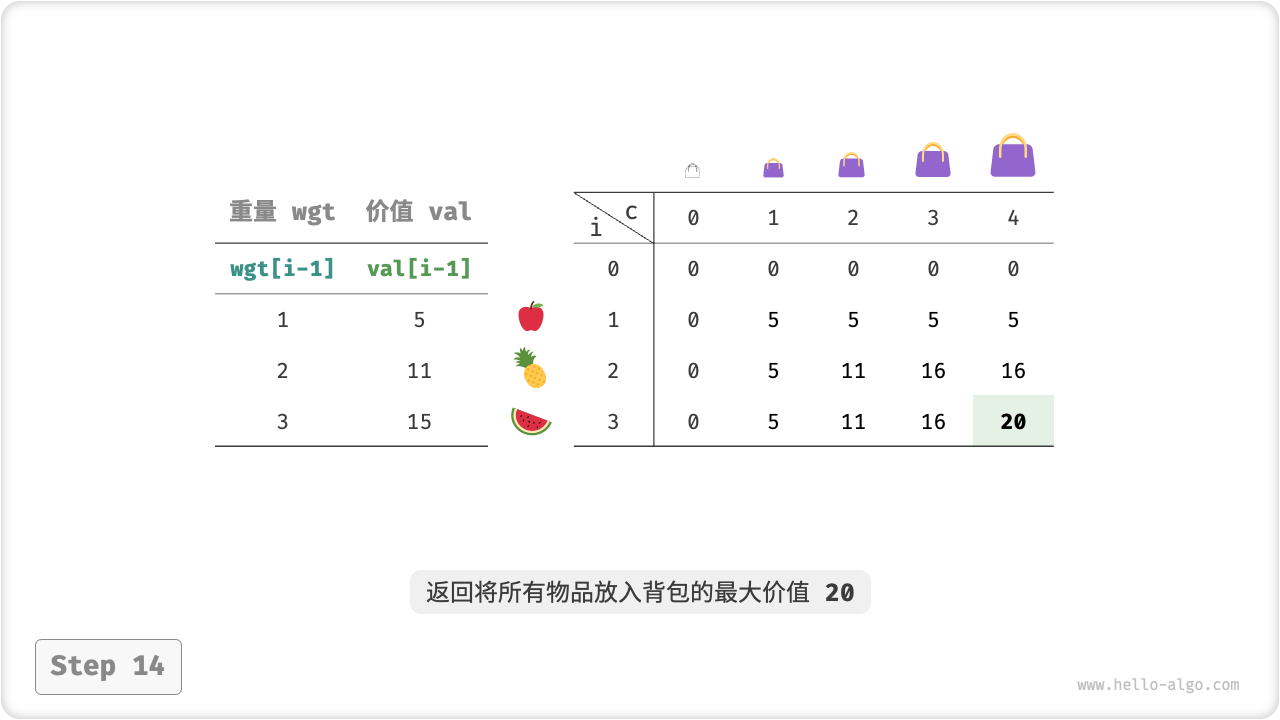 重量 wgt 价值 val
wgt[i-1] val[i-1]
1 5
2 11
3 15
i c 0 1 2 3 4
0 0 0 0 0 0
1 0 5 5 5 5
2 0 5 11 16 16
3 0 5 11 16 20
返回将所有物品放入背包的最大价值 20
Step 14
www.hello-algo.com